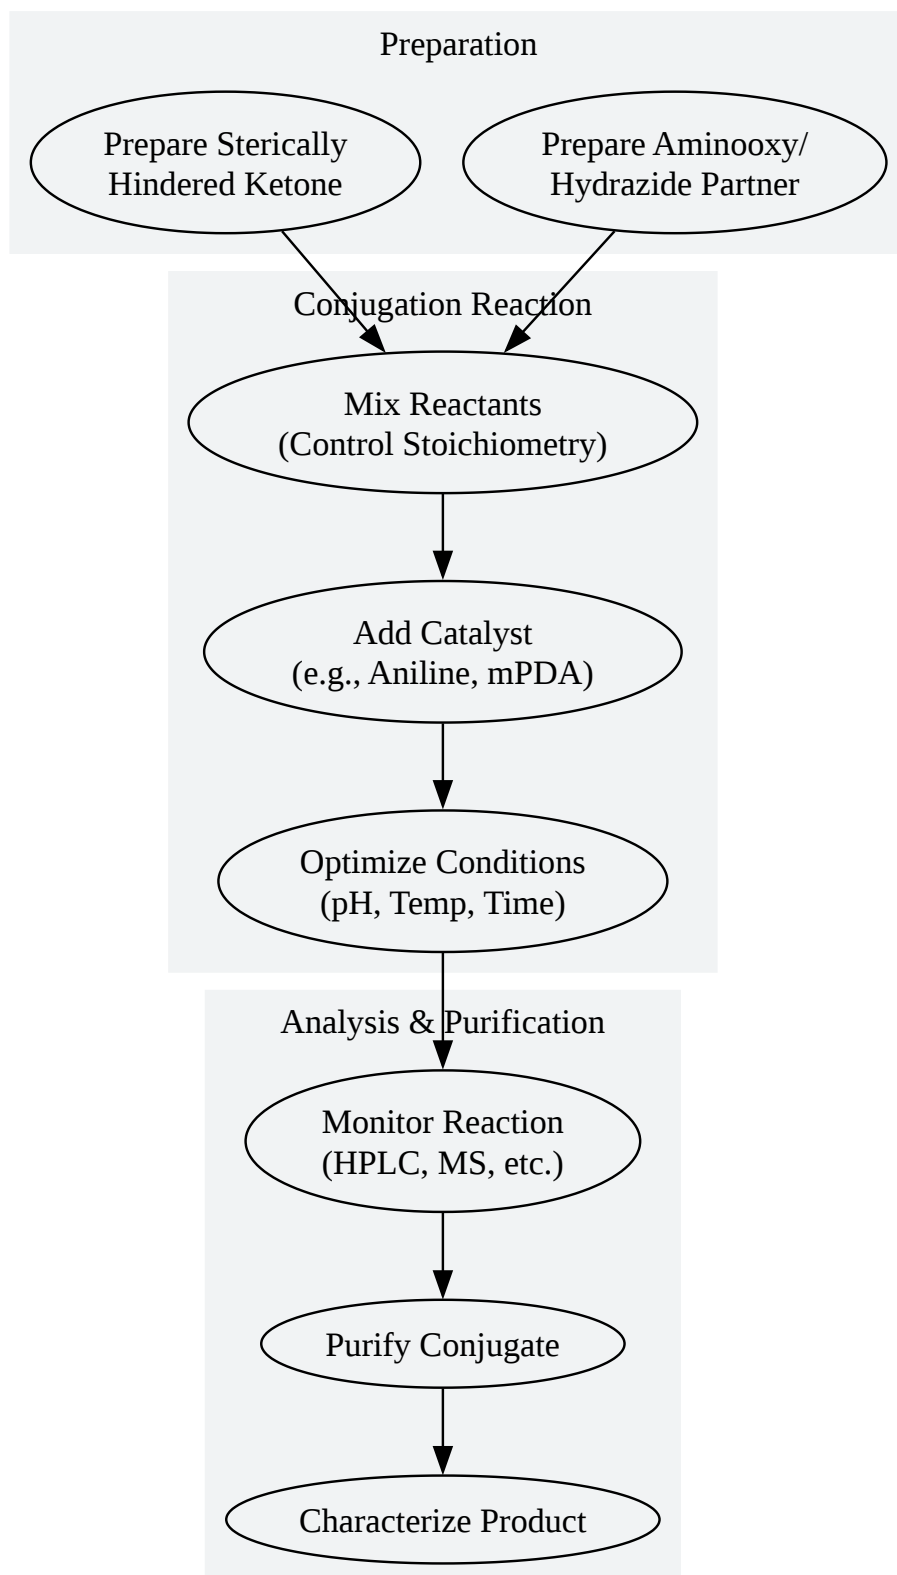 Preparation
Prepare Sterically
Hindered Ketone
Prepare Aminooxy/
Hydrazide Partner
Conjugation Reaction
Mix Reactants
(Control Stoichiometry)
Add Catalyst
(e.g., Aniline, mPDA)
Optimize Conditions
(pH, Temp, Time)
Analysis & Purification
Monitor Reaction
(HPLC, MS, etc.)
Purify Conjugate
Characterize Product